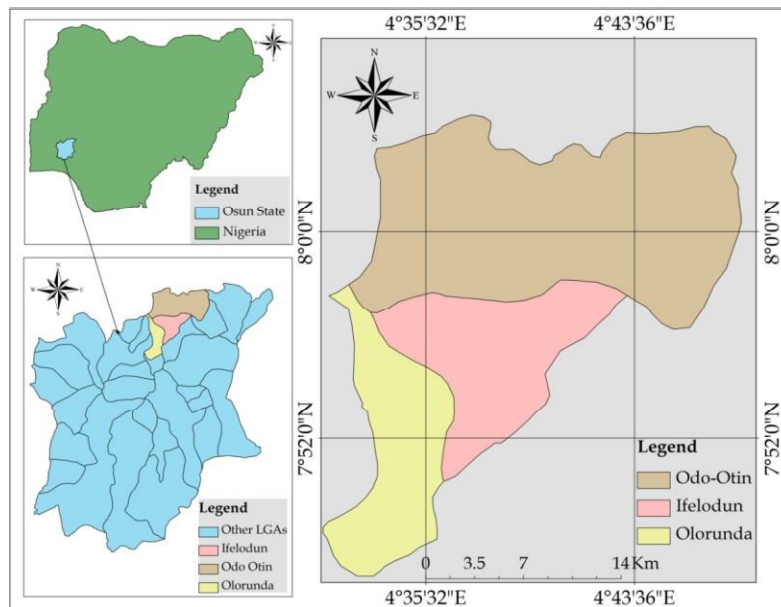 N
W
E
S
Legend
Osun State
Nigeria
N
W
E
S
Legend
Other LGAs
Ifelodun
Odo Otin
Olorunda
4°35'32"E
4°43'36"E
N
W
E
S
8°0'0"N
8°0'0"N
7°52'0"N
7°52'0"N
Legend
Odo-Otin
Ifelodun
Olorunda
0 3.5 7 14 Km
4°35'32"E
4°43'36"E